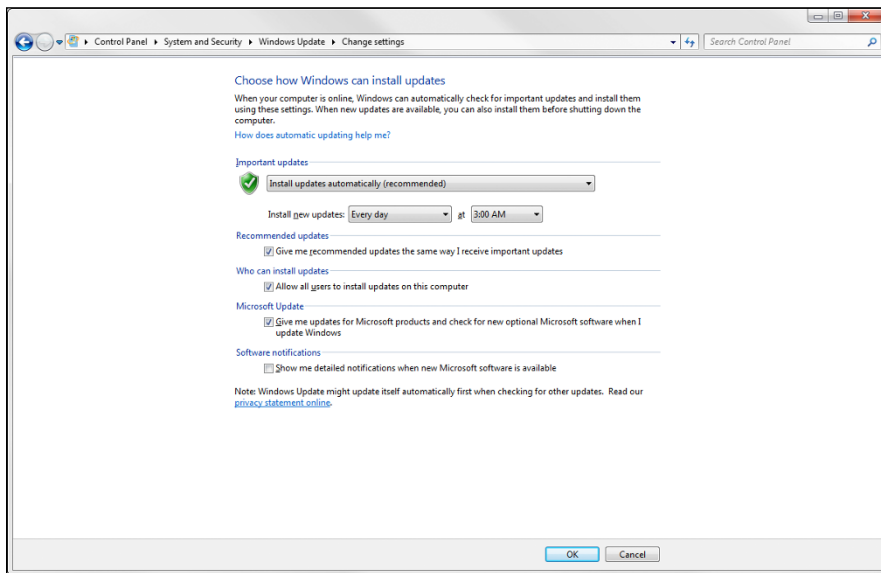 Control Panel ▸ System and Security ▸ Windows Update ▸ Change settings
Search Control Panel
Choose how Windows can install updates
When your computer is online, Windows can automatically check for important updates and install them
using these settings. When new updates are available, you can also install them before shutting down the
computer.
How does automatic updating help me?
Important updates
Install updates automatically (recommended)
Install new updates: Every day at 3:00 AM
Recommended updates
Give me recommended updates the same way I receive important updates
Who can install updates
Allow all users to install updates on this computer
Microsoft Update
Give me updates for Microsoft products and check for new optional Microsoft software when I
update Windows
Software notifications
Show me detailed notifications when new Microsoft software is available
Note: Windows Update might update itself automatically first when checking for other updates. Read our
privacy statement online.
OK Cancel